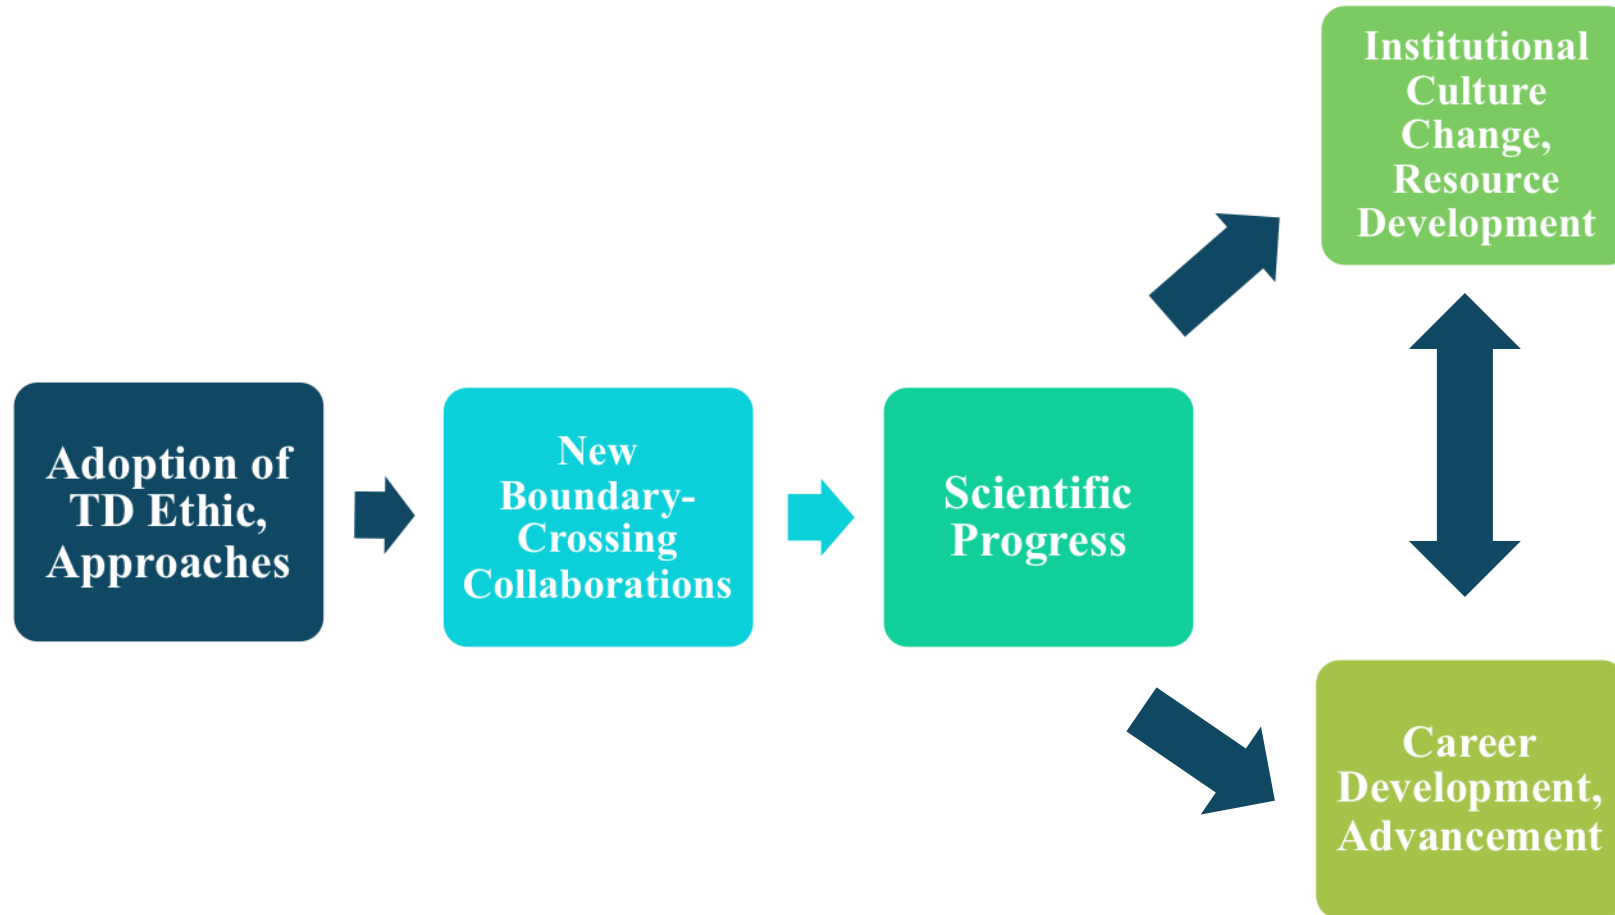 Adoption of
TD Ethic,
Approaches
New
Boundary-
Crossing
Collaborations
Scientific
Progress
Institutional
Culture
Change,
Resource
Development
Career
Development,
Advancement